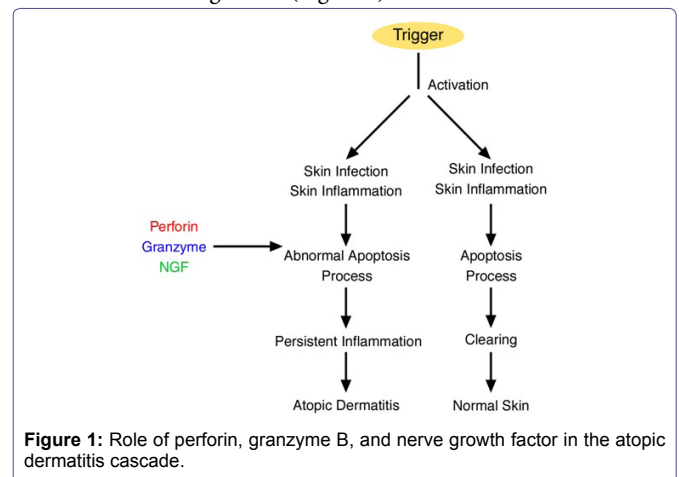 Trigger
Activation
Skin Infection
Skin Inflammation
Skin Infection
Skin Inflammation
Perforin
Granzyme
NGF
Abnormal Apoptosis
Process
Apoptosis
Process
Persistent Inflammation
Clearing
Atopic Dermatitis
Normal Skin
Figure 1: Role of perforin, granzyme B, and nerve growth factor in the atopic
dermatitis cascade.